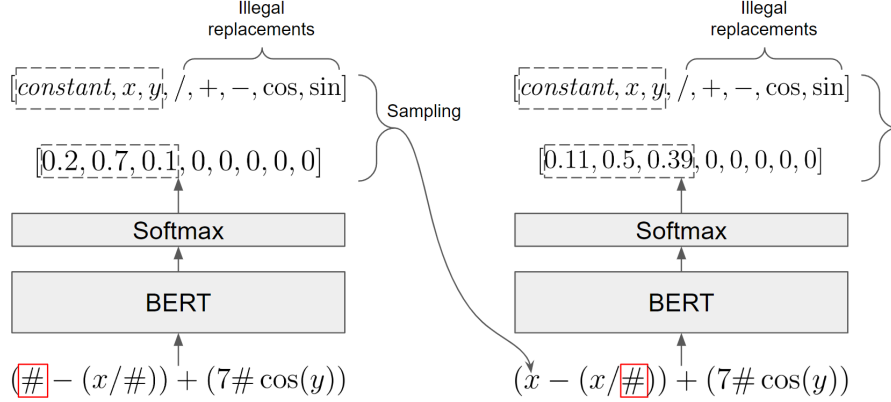 Illegal
replacements
[constant, x, y, /, +, −, cos, sin]
Sampling
[0.2, 0.7, 0.1, 0, 0, 0, 0, 0]
Softmax
BERT
(# − (x/#)) + (7# cos(y))
Illegal
replacements
[constant, x, y, /, +, −, cos, sin]
[0.11, 0.5, 0.39, 0, 0, 0, 0, 0]
Softmax
BERT
(x − (x/#)) + (7# cos(y))